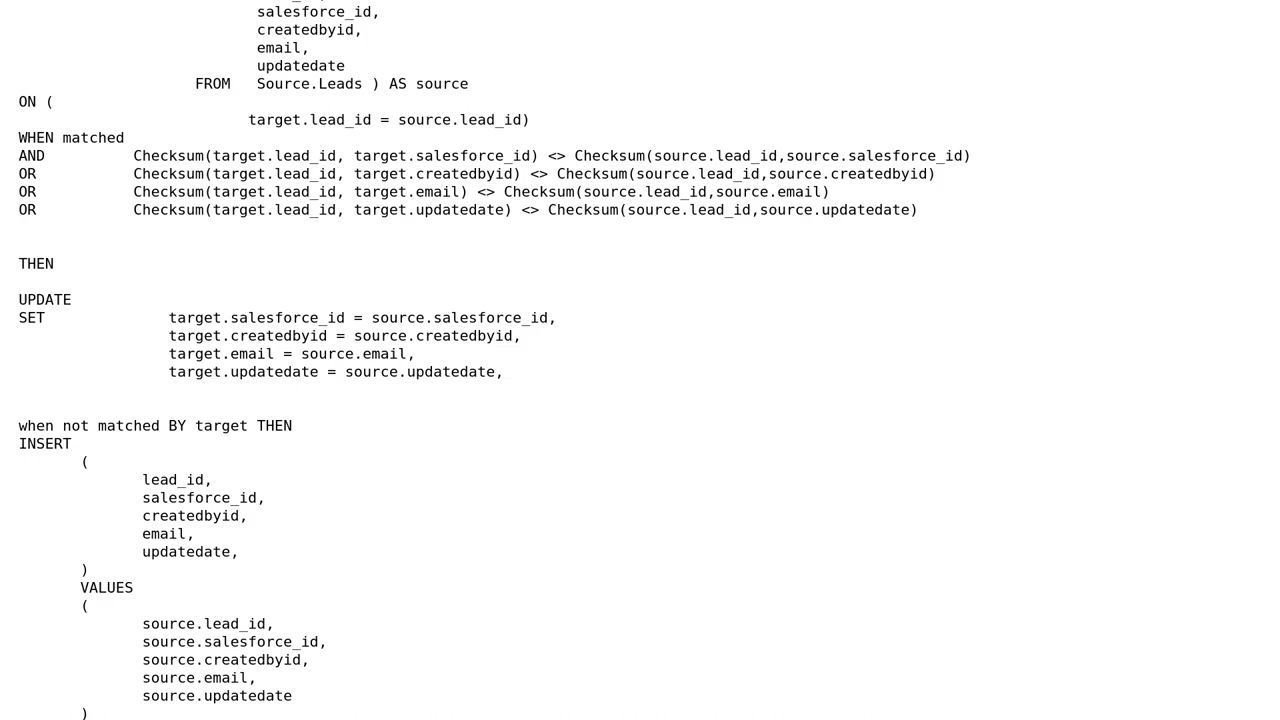 salesforce_id,
createdbyid,
email,
updatedate
FROM Source.Leads ) AS source
ON (
target.lead_id = source.lead_id)
WHEN matched
AND Checksum(target.lead_id, target.salesforce_id) <> Checksum(source.lead_id,source.salesforce_id)
OR Checksum(target.lead_id, target.createdbyid) <> Checksum(source.lead_id,source.createdbyid)
OR Checksum(target.lead_id, target.email) <> Checksum(source.lead_id,source.email)
OR Checksum(target.lead_id, target.updatedate) <> Checksum(source.lead_id,source.updatedate)
THEN
UPDATE
SET target.salesforce_id = source.salesforce_id,
target.createdbyid = source.createdbyid,
target.email = source.email,
target.updatedate = source.updatedate,
when not matched BY target THEN
INSERT
(
lead_id,
salesforce_id,
createdbyid,
email,
updatedate,
)
VALUES
(
source.lead_id,
source.salesforce_id,
source.createdbyid,
source.email,
source.updatedate
)